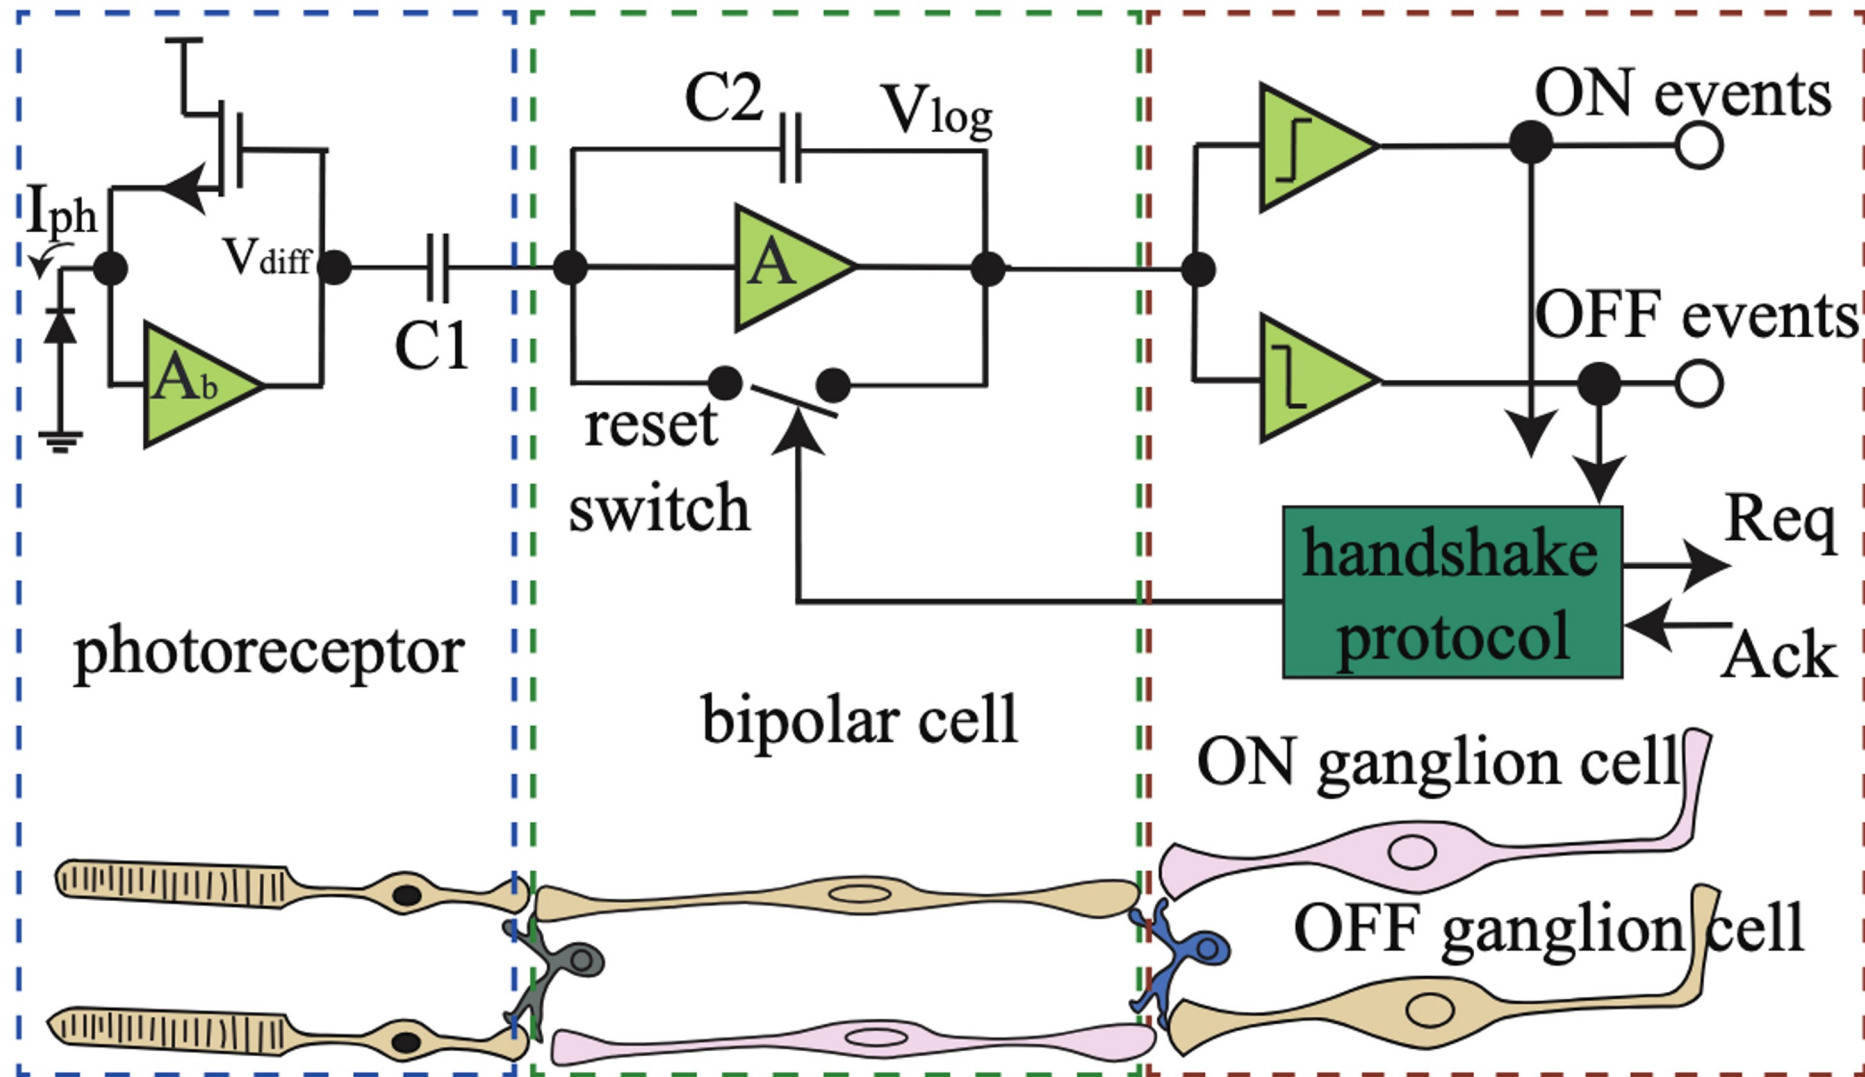 Iph
Vdiff
Ab
C1
photoreceptor
C2
Vlog
A
reset
switch
bipolar cell
ON events
OFF events
handshake
protocol
Req
Ack
ON ganglion cell
OFF ganglion cell